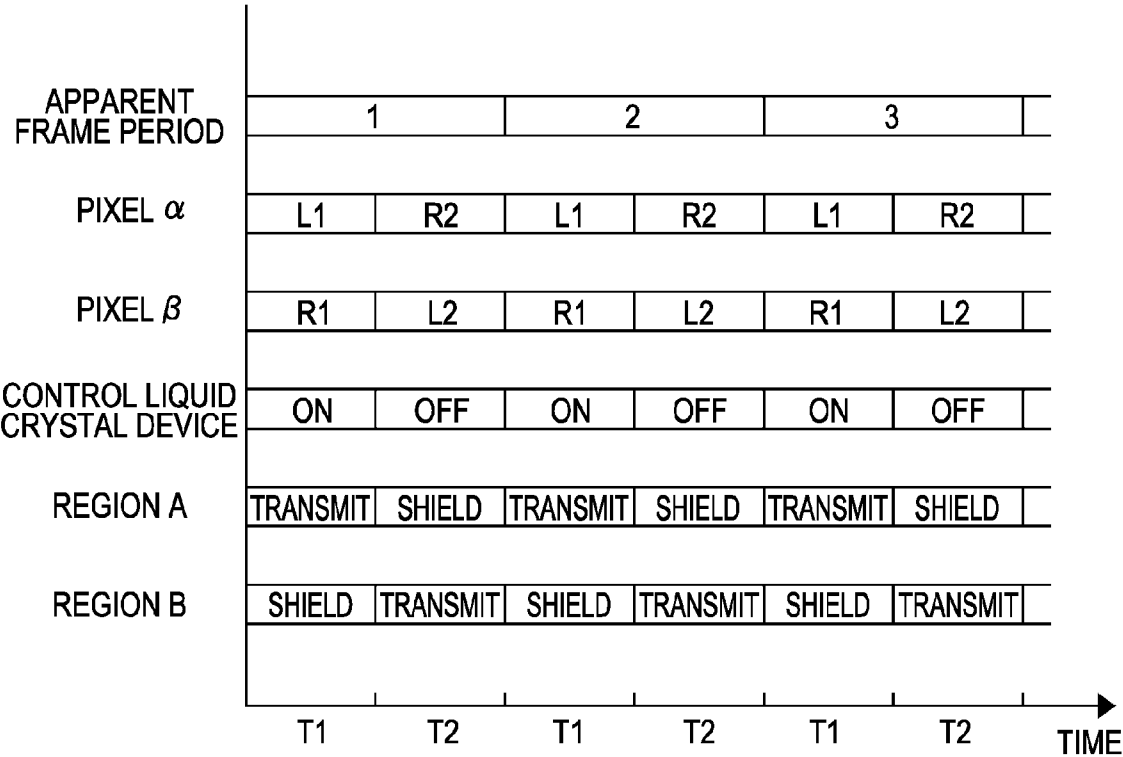 APPARENT
FRAME PERIOD
1 2 3
PIXEL α
L1 R2 L1 R2 L1 R2
PIXEL β
R1 L2 R1 L2 R1 L2
CONTROL LIQUID
CRYSTAL DEVICE
ON OFF ON OFF ON OFF
REGION A
TRANSMIT SHIELD TRANSMIT SHIELD TRANSMIT SHIELD
REGION B
SHIELD TRANSMIT SHIELD TRANSMIT SHIELD TRANSMIT
T1 T2 T1 T2 T1 T2
TIME